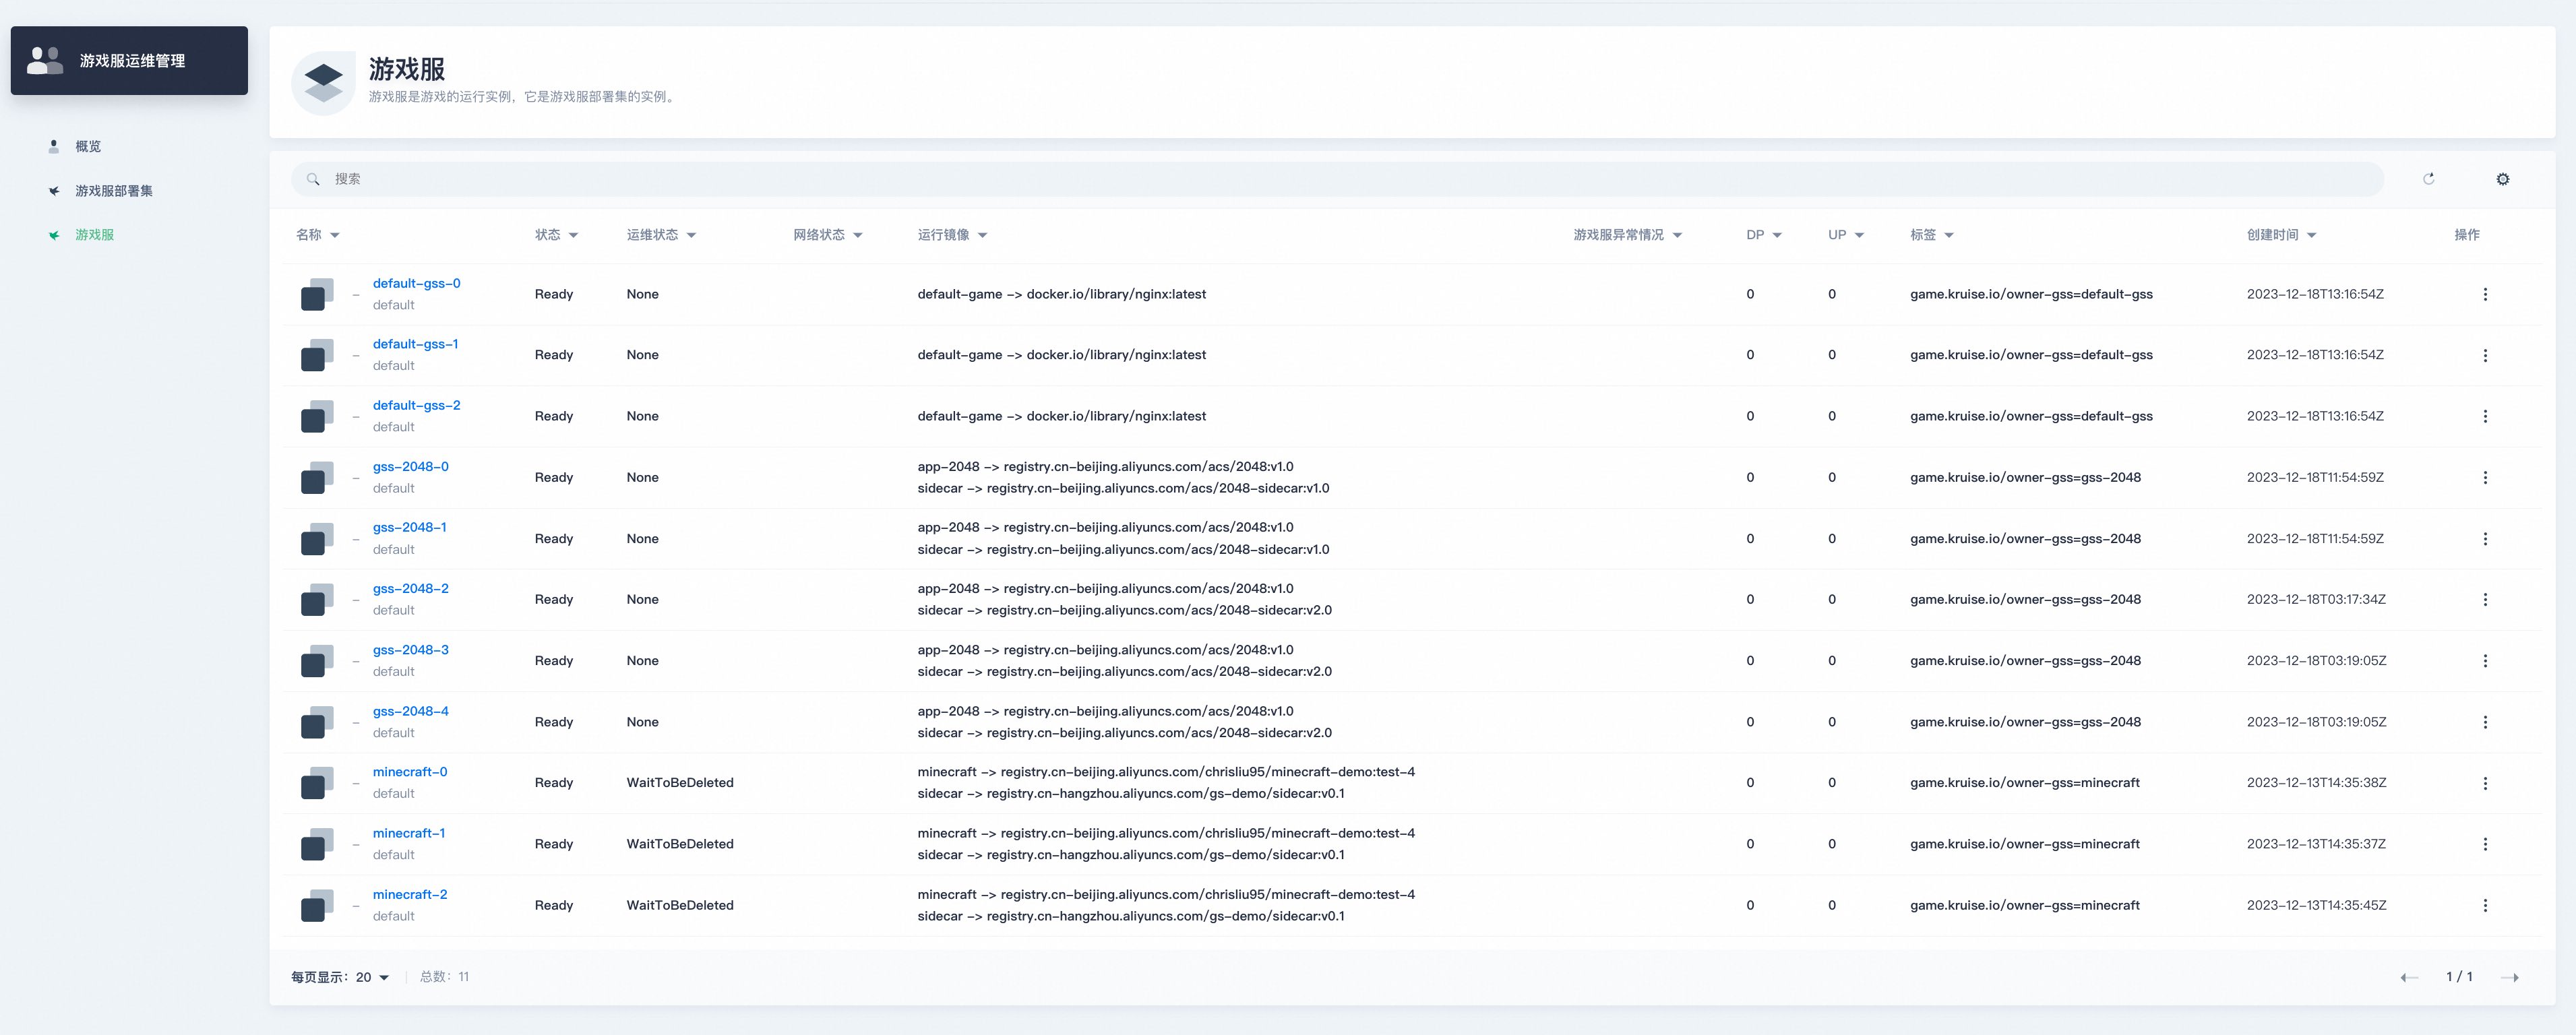 游戏服运维管理
概览
游戏服部署集
游戏服
游戏服
游戏服是游戏的运行实例，它是游戏服部署集的实例。
搜索
名称 状态 运维状态 网络状态 运行镜像 游戏服异常情况 DP UP 标签 创建时间 操作
default-gss-0
default
Ready None default-game -> docker.io/library/nginx:latest 0 0 game.kruise.io/owner-gss=default-gss 2023-12-18T13:16:54Z
default-gss-1
default
Ready None default-game -> docker.io/library/nginx:latest 0 0 game.kruise.io/owner-gss=default-gss 2023-12-18T13:16:54Z
default-gss-2
default
Ready None default-game -> docker.io/library/nginx:latest 0 0 game.kruise.io/owner-gss=default-gss 2023-12-18T13:16:54Z
gss-2048-0
default
Ready None
app-2048 -> registry.cn-beijing.aliyuncs.com/acs/2048:v1.0
sidecar -> registry.cn-beijing.aliyuncs.com/acs/2048-sidecar:v1.0
0 0 game.kruise.io/owner-gss=gss-2048 2023-12-18T11:54:59Z
gss-2048-1
default
Ready None
app-2048 -> registry.cn-beijing.aliyuncs.com/acs/2048:v1.0
sidecar -> registry.cn-beijing.aliyuncs.com/acs/2048-sidecar:v1.0
0 0 game.kruise.io/owner-gss=gss-2048 2023-12-18T11:54:59Z
gss-2048-2
default
Ready None
app-2048 -> registry.cn-beijing.aliyuncs.com/acs/2048:v1.0
sidecar -> registry.cn-beijing.aliyuncs.com/acs/2048-sidecar:v2.0
0 0 game.kruise.io/owner-gss=gss-2048 2023-12-18T03:17:34Z
gss-2048-3
default
Ready None
app-2048 -> registry.cn-beijing.aliyuncs.com/acs/2048:v1.0
sidecar -> registry.cn-beijing.aliyuncs.com/acs/2048-sidecar:v2.0
0 0 game.kruise.io/owner-gss=gss-2048 2023-12-18T03:19:05Z
gss-2048-4
default
Ready None
app-2048 -> registry.cn-beijing.aliyuncs.com/acs/2048:v1.0
sidecar -> registry.cn-beijing.aliyuncs.com/acs/2048-sidecar:v2.0
0 0 game.kruise.io/owner-gss=gss-2048 2023-12-18T03:19:05Z
minecraft-0
default
Ready WaitToBeDeleted
minecraft -> registry.cn-beijing.aliyuncs.com/chrisliu95/minecraft-demo:test-4
sidecar -> registry.cn-hangzhou.aliyuncs.com/gs-demo/sidecar:v0.1
0 0 game.kruise.io/owner-gss=minecraft 2023-12-13T14:35:38Z
minecraft-1
default
Ready WaitToBeDeleted
minecraft -> registry.cn-beijing.aliyuncs.com/chrisliu95/minecraft-demo:test-4
sidecar -> registry.cn-hangzhou.aliyuncs.com/gs-demo/sidecar:v0.1
0 0 game.kruise.io/owner-gss=minecraft 2023-12-13T14:35:37Z
minecraft-2
default
Ready WaitToBeDeleted
minecraft -> registry.cn-beijing.aliyuncs.com/chrisliu95/minecraft-demo:test-4
sidecar -> registry.cn-hangzhou.aliyuncs.com/gs-demo/sidecar:v0.1
0 0 game.kruise.io/owner-gss=minecraft 2023-12-13T14:35:45Z
每页显示：20 总数：11
1 / 1